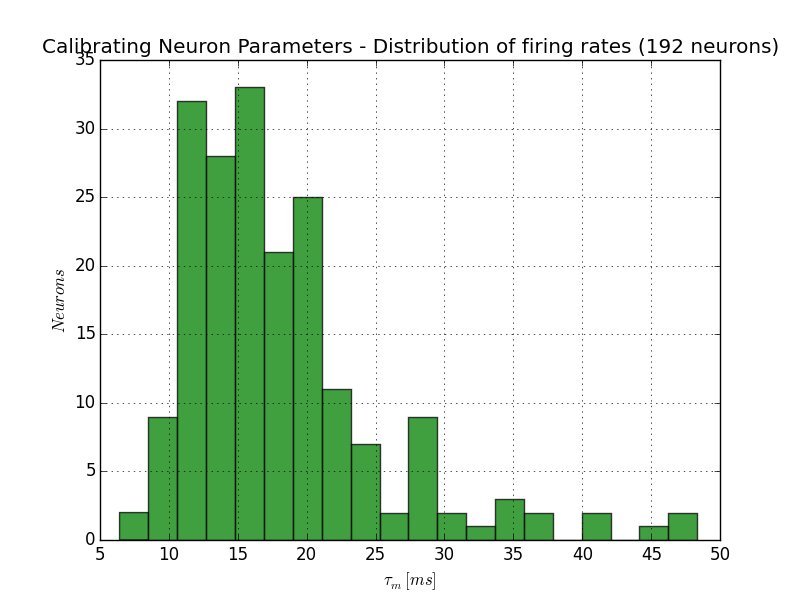 Calibrating Neuron Parameters - Distribution of firing rates (192 neurons)
35
30
25
20
15
10
5
0
Neurons
5 10 15 20 25 30 35 40 45 50
τm [ms]